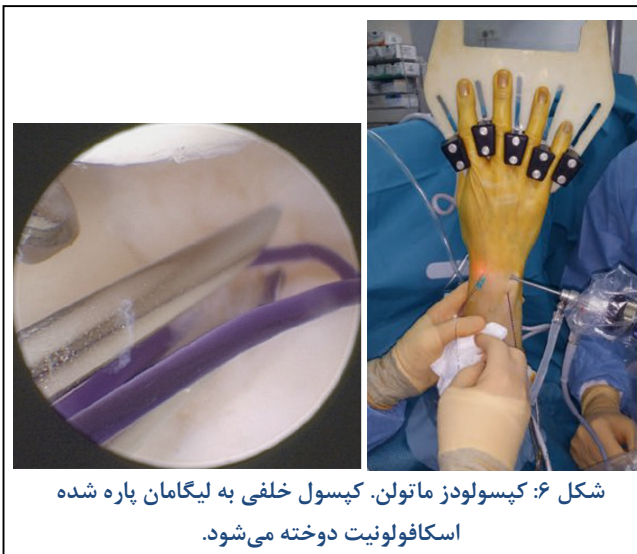 شکل ۶: کپسولودز ماتولن. کپسول خلفی به لیگامان پاره شده
اسکافولونیت دوخته می‌شود.